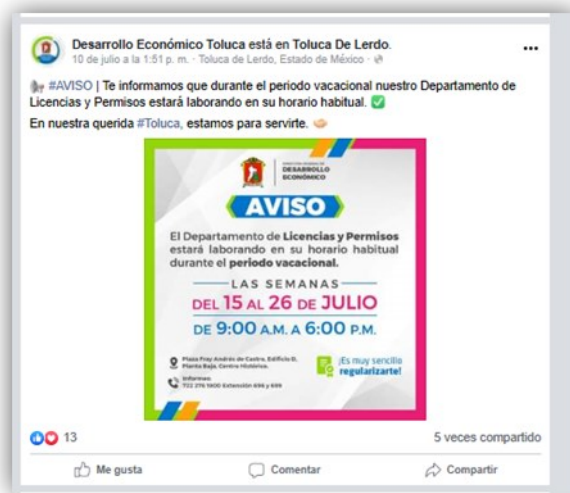 Desarrollo Económico Toluca está en Toluca De Lerdo.
10 de julio a la 1:51 p. m. · Toluca de Lerdo, Estado de México ·
#AVISO | Te informamos que durante el periodo vacacional nuestro Departamento de
Licencias y Permisos estará laborando en su horario habitual.
En nuestra querida #Toluca, estamos para servirte.
DIRECCIÓN GENERAL DE
DESARROLLO
ECONÓMICO
AVISO
El Departamento de Licencias y Permisos
estará laborando en su horario habitual
durante el periodo vacacional.
LAS SEMANAS
DEL 15 AL 26 DE JULIO
DE 9:00 A.M. A 6:00 P.M.
Plaza Fray Andrés de Castro, Edificio D,
Planta Baja, Centro Histórico.
Informes:
722 276 1900 Extensión 696 y 699
¡Es muy sencillo
regularizarte!
13
5 veces compartido
Me gusta
Comentar
Compartir